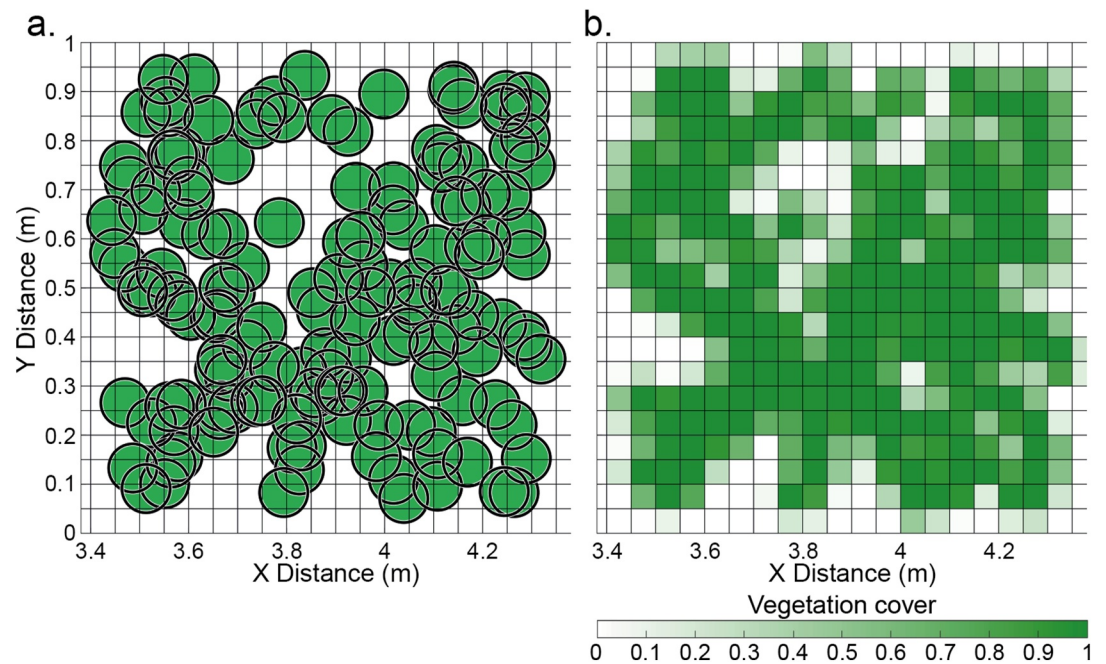 a.
1
0.9
0.8
0.7
0.6
0.5
0.4
0.3
0.2
0.1
0
Y Distance (m)
3.4 3.6 3.8 4 4.2
X Distance (m)
b.
3.4 3.6 3.8 4 4.2
X Distance (m)
Vegetation cover
0 0.1 0.2 0.3 0.4 0.5 0.6 0.7 0.8 0.9 1